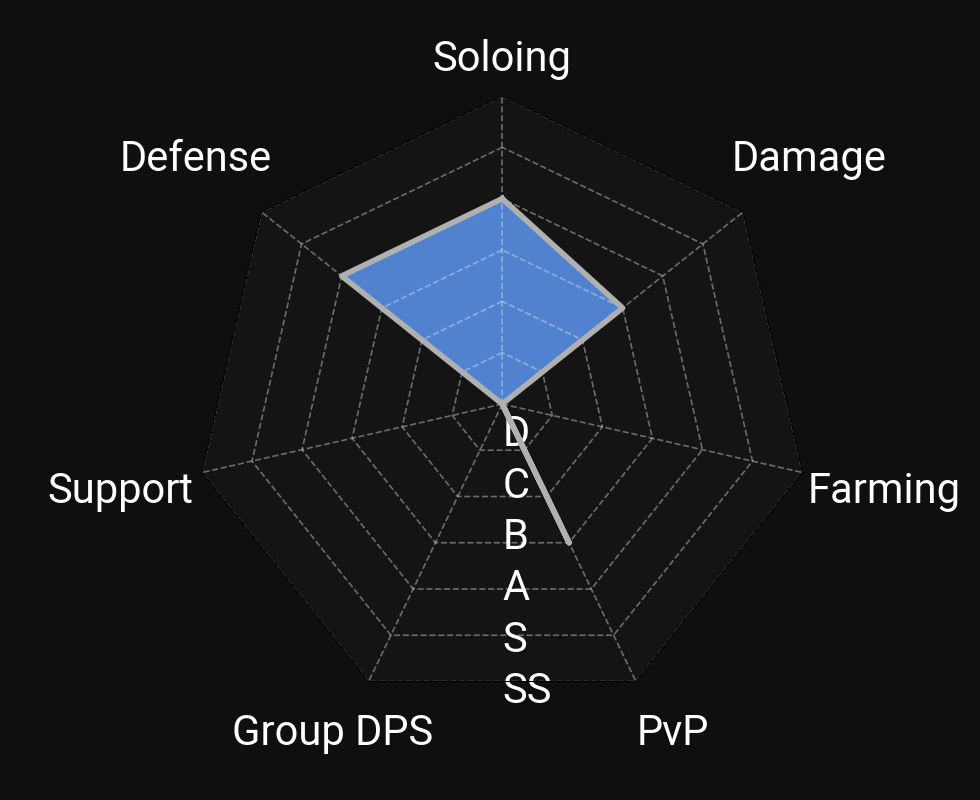 Soloing
Defense
Damage
D
C
Support
Farming
B
A
S
SS
Group DPS
PvP